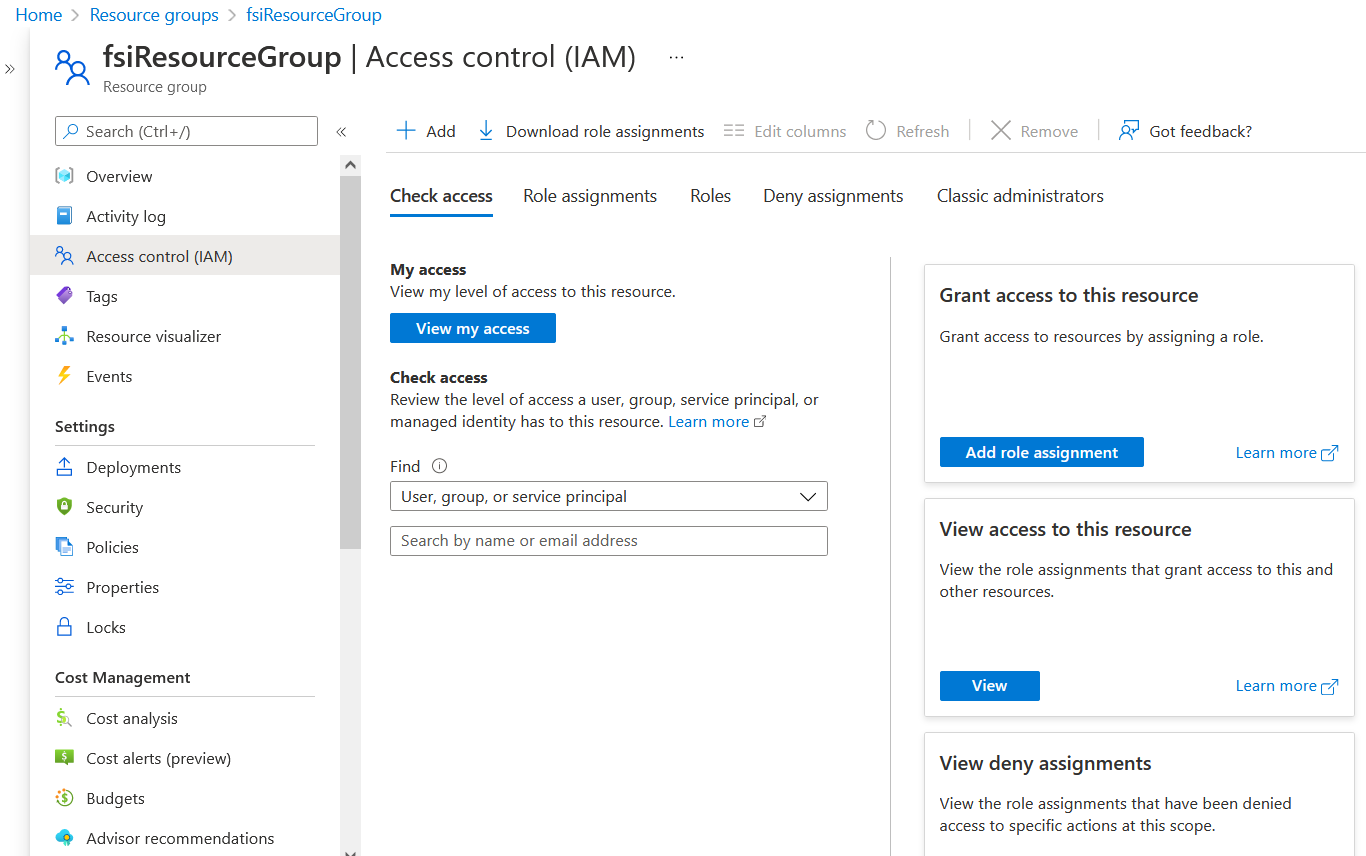 Home > Resource groups > fsiResourceGroup
»
fsiResourceGroup | Access control (IAM) ...
Resource group
Search (Ctrl+/)
«
Overview
Activity log
Access control (IAM)
Tags
Resource visualizer
Events
Settings
Deployments
Security
Policies
Properties
Locks
Cost Management
Cost analysis
Cost alerts (preview)
Budgets
Advisor recommendations
Add Download role assignments Edit columns Refresh Remove Got feedback?
Check access Role assignments Roles Deny assignments Classic administrators
My access
View my level of access to this resource.
View my access
Check access
Review the level of access a user, group, service principal, or
managed identity has to this resource. Learn more
Find
User, group, or service principal
Search by name or email address
Grant access to this resource
Grant access to resources by assigning a role.
Add role assignment Learn more
View access to this resource
View the role assignments that grant access to this and
other resources.
View Learn more
View deny assignments
View the role assignments that have been denied
access to specific actions at this scope.